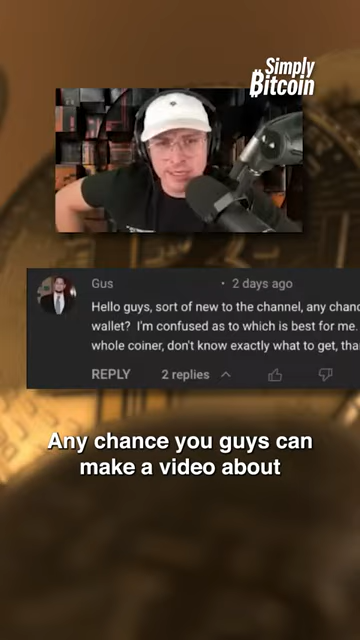 Simply
Bitcoin
Gus · 2 days ago
Hello guys, sort of new to the channel, any
wallet? I'm confused as to which is best for me.
whole coiner, don't know exactly what to get,
REPLY 2 replies
Any chance you guys can
make a video about